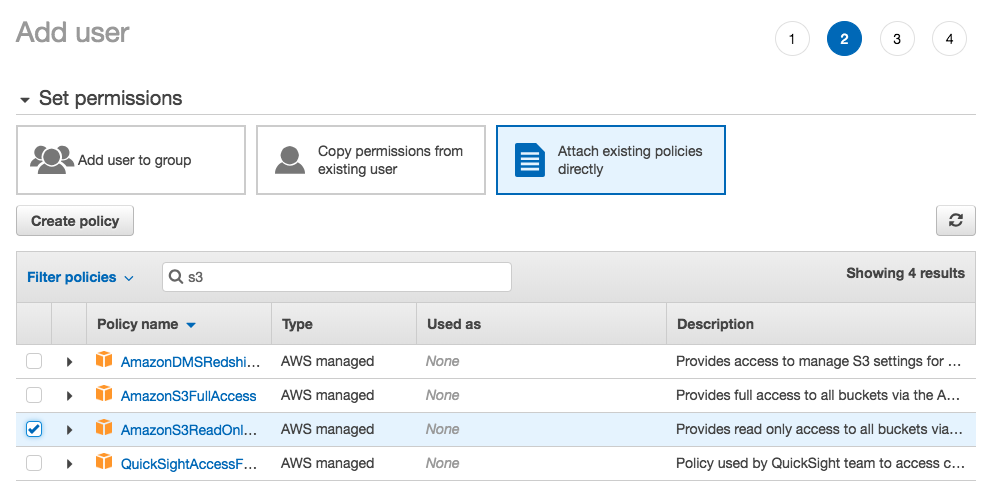 Add user
1 2 3 4
Set permissions
Add user to group
Copy permissions from
existing user
Attach existing policies
directly
Create policy
Filter policies
s3
Showing 4 results
Policy name Type Used as Description
AmazonDMSRedshi... AWS managed None Provides access to manage S3 settings for ...
AmazonS3FullAccess AWS managed None Provides full access to all buckets via the A...
AmazonS3ReadOnl... AWS managed None Provides read only access to all buckets via...
QuickSightAccessF... AWS managed None Policy used by QuickSight team to access c...